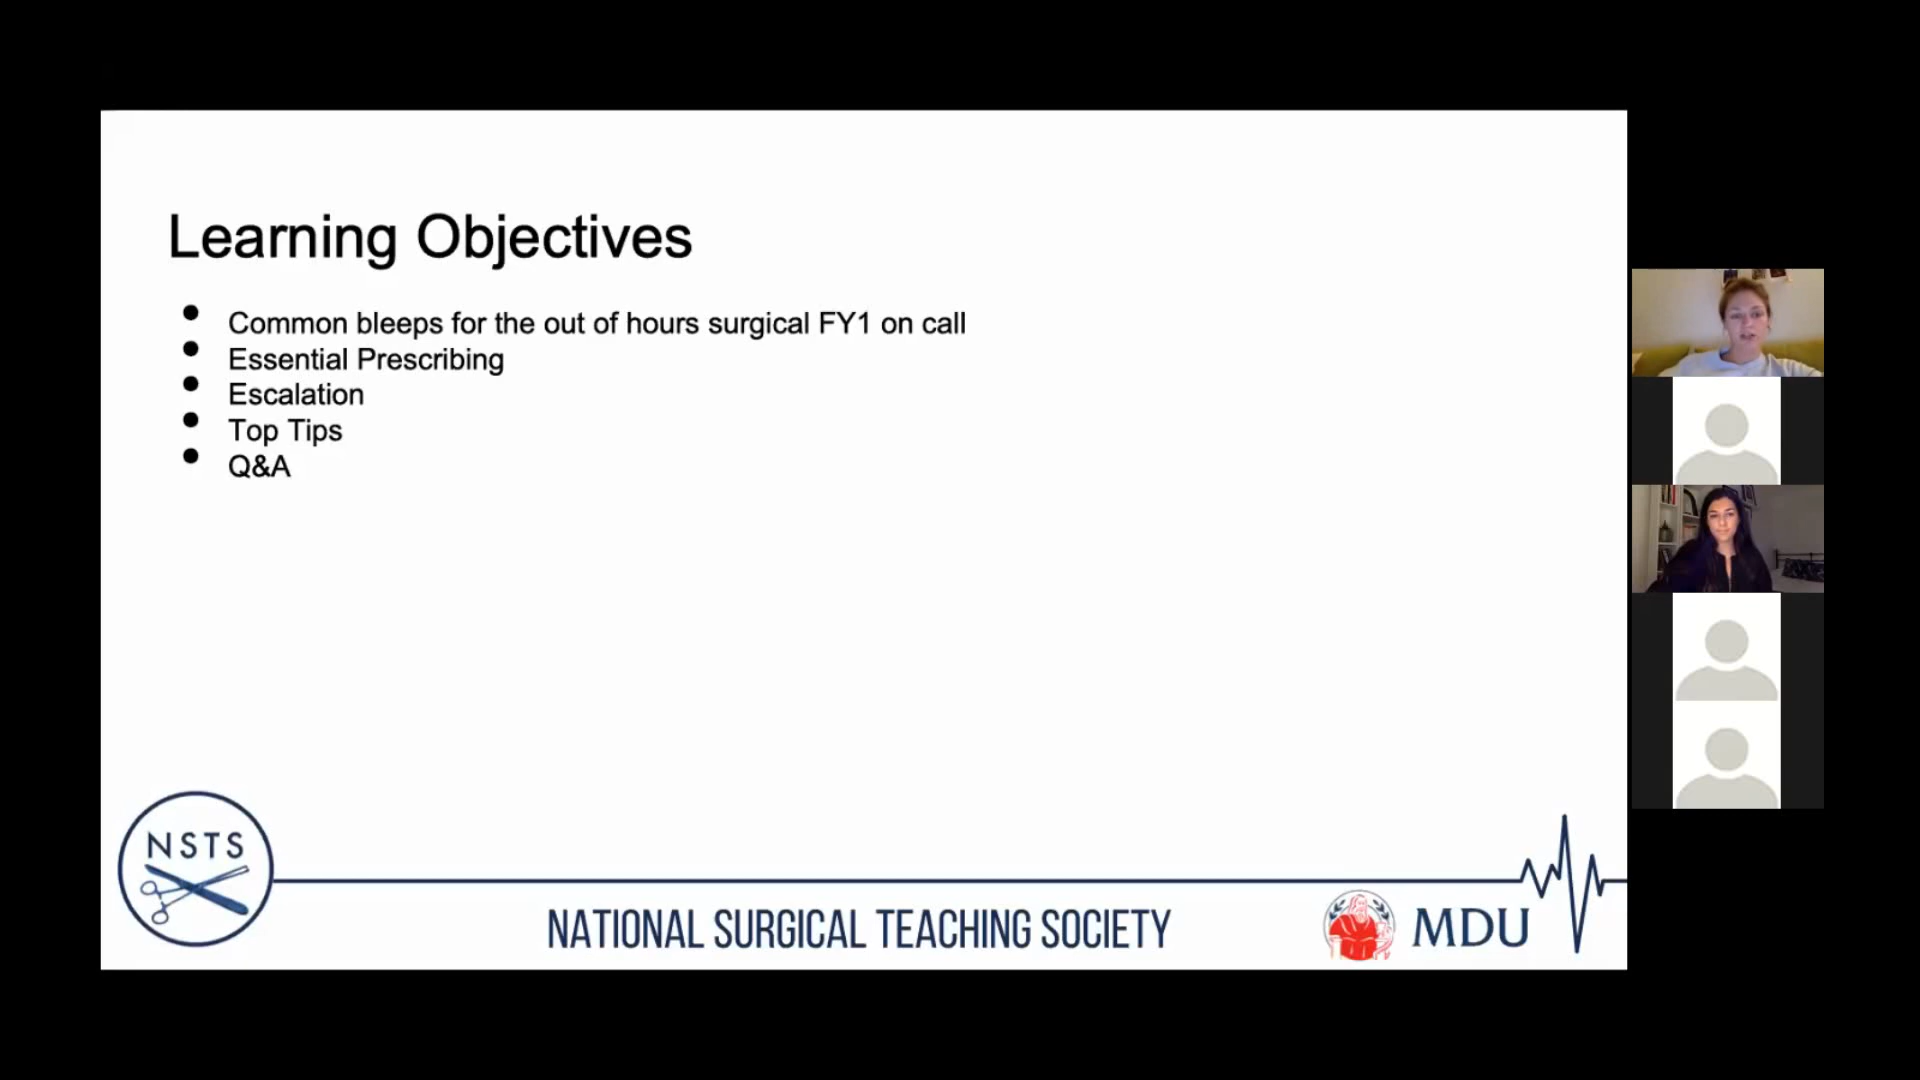 Learning Objectives
Common bleeps for the out of hours surgical FY1 on call
Essential Prescribing
Escalation
Top Tips
Q&A
NSTS
NATIONAL SURGICAL TEACHING SOCIETY
MDU